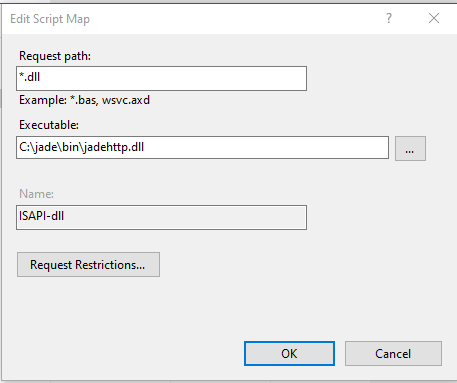 Edit Script Map
?
Request path:
*.dll
Example: *.bas, wsvc.axd
Executable:
C:\jade\bin\jadehttp.dll
...
Name:
ISAPI-dll
Request Restrictions...
OK
Cancel